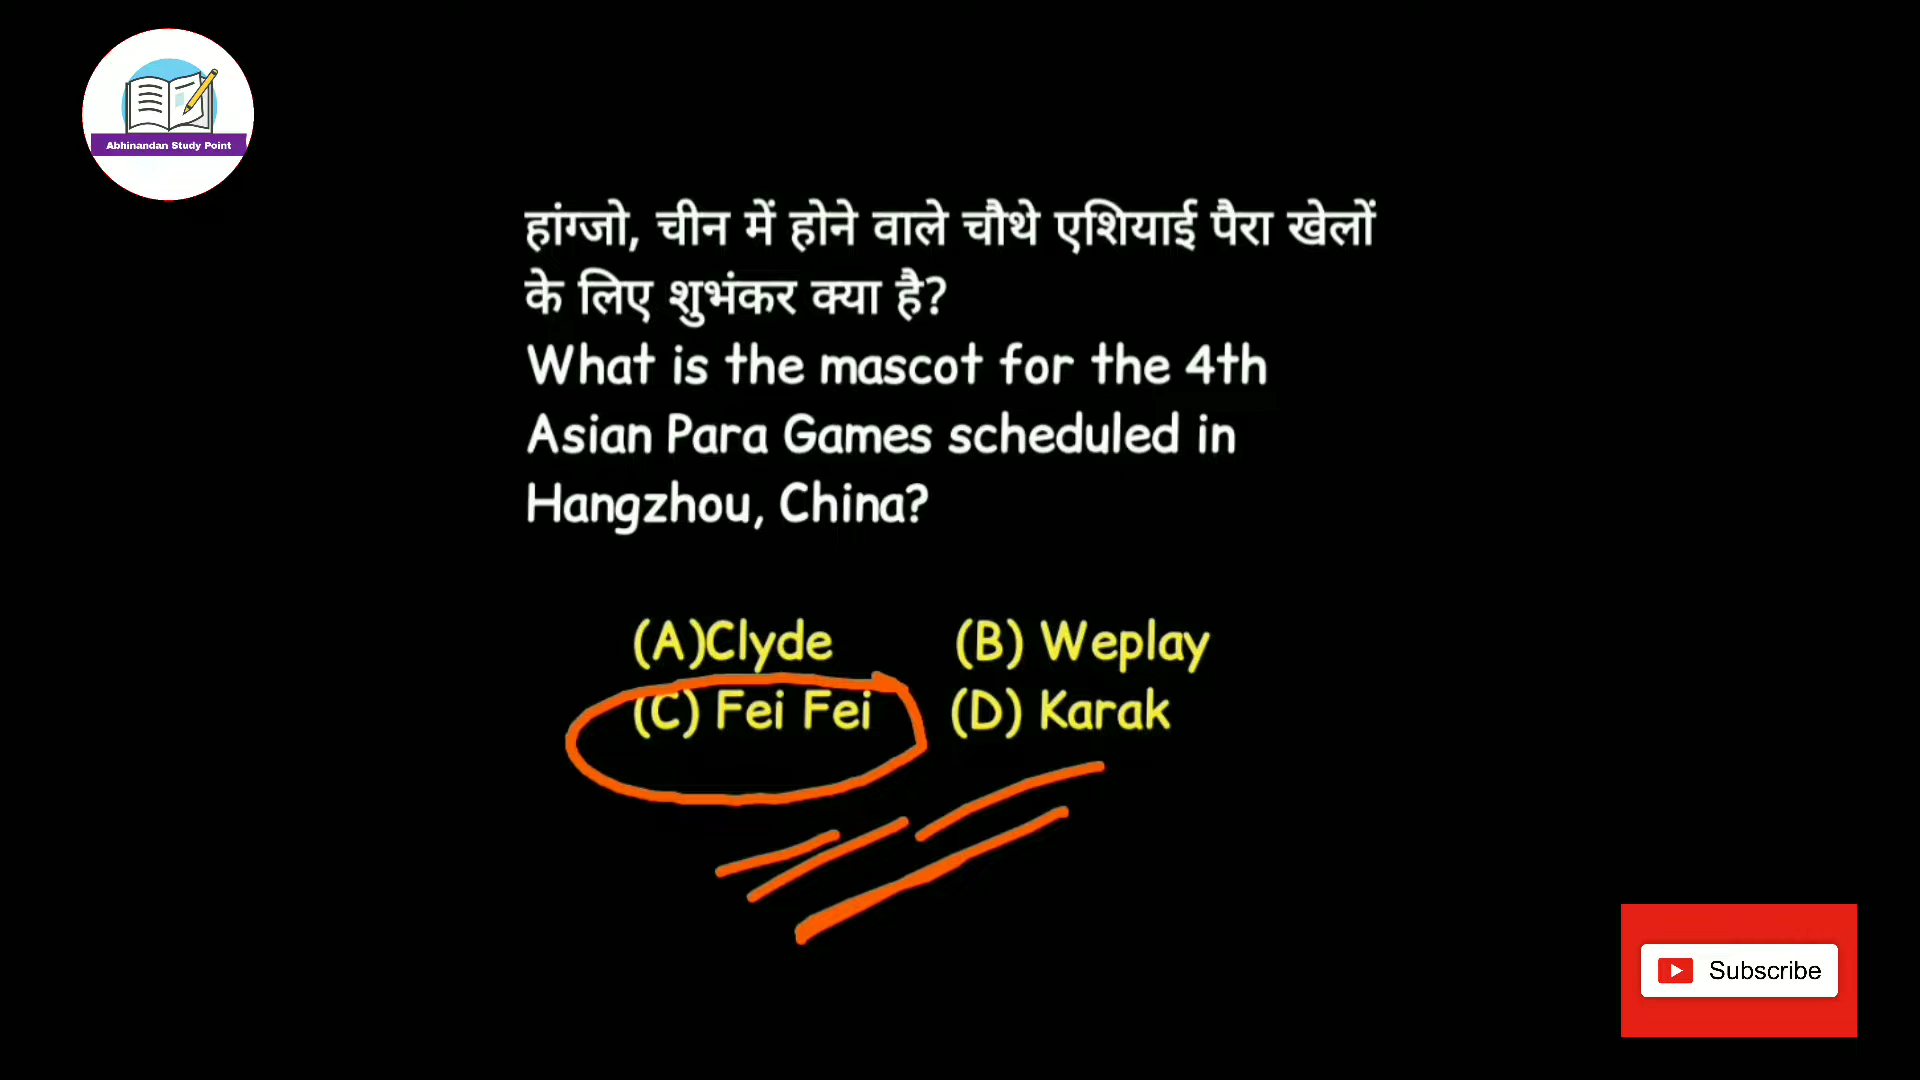 Abhinandan Study Point
हांग्जो, चीन में होने वाले चौथे एशियाई पैरा खेलों
के लिए शुभंकर क्या है?
What is the mascot for the 4th
Asian Para Games scheduled in
Hangzhou, China?
(A)Clyde (B) Weplay
(C) Fei Fei (D) Karak
Subscribe